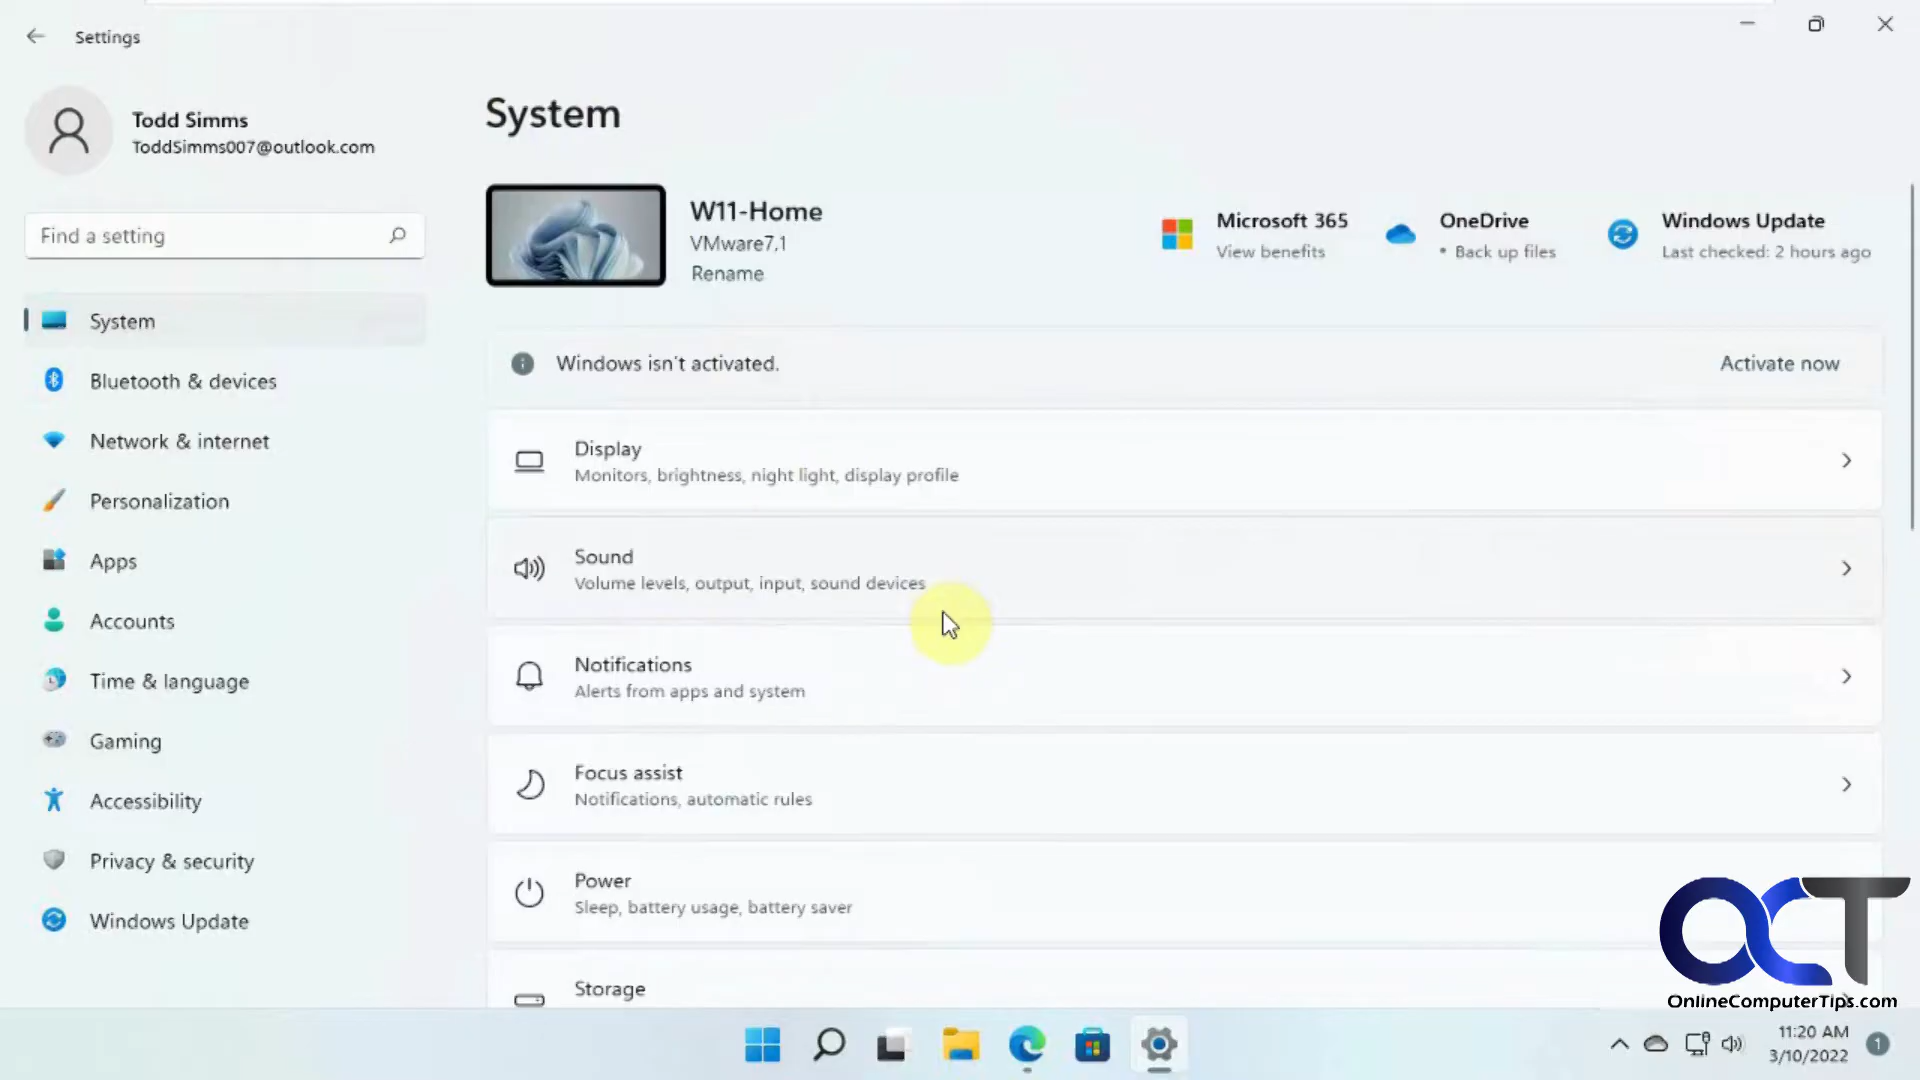 Settings
Todd Simms
ToddSimms007@outlook.com
Find a setting
System
Bluetooth & devices
Network & internet
Personalization
Apps
Accounts
Time & language
Gaming
Accessibility
Privacy & security
Windows Update
System
W11-Home
VMware7,1
Rename
Microsoft 365
View benefits
OneDrive
• Back up files
Windows Update
Last checked: 2 hours ago
Windows isn't activated.
Activate now
Display
Monitors, brightness, night light, display profile
Sound
Volume levels, output, input, sound devices
Notifications
Alerts from apps and system
Focus assist
Notifications, automatic rules
Power
Sleep, battery usage, battery saver
Storage
OCT
OnlineComputerTips.com
11:20 AM
3/10/2022
1